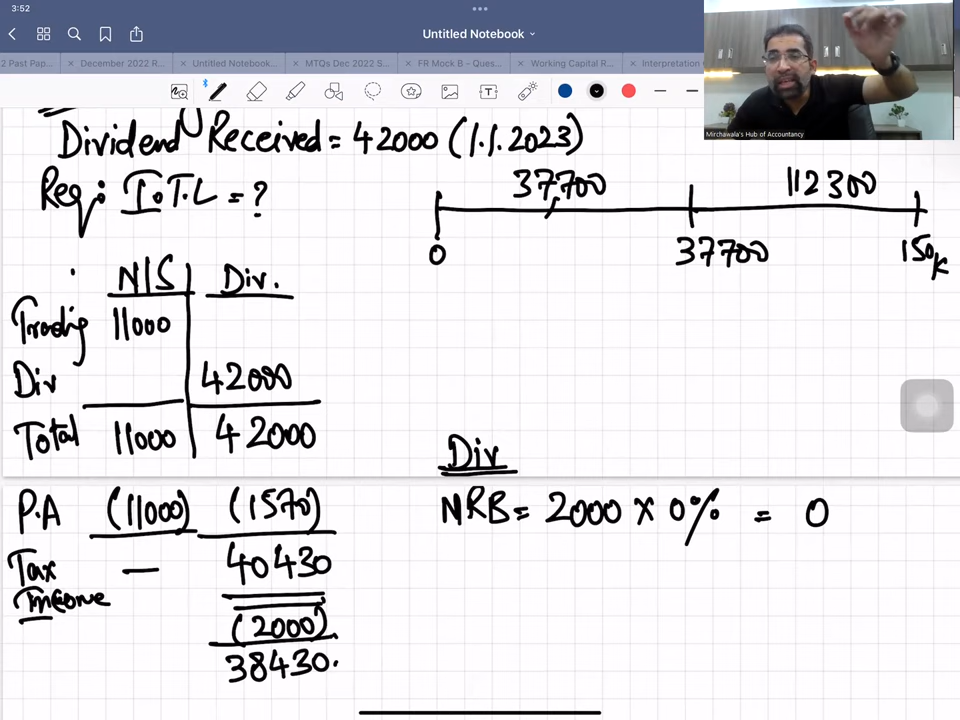 3:52
Untitled Notebook
2 Past Pap...
December 2022 R...
Untitled Notebook...
MTQs Dec 2022 S...
FR Mock B - Ques...
Working Capital R...
Interpretation
Mirchawala's Hub of Accountancy
Dividend Received = 42000 (1.1.2023)
Req: I.T.L = ?
37,700 112300
0 37700 150K
N/S Div.
Trading 11000
Div 42000
Total 11000 42000
Div
P.A (11000) (1570)
NRB = 2000 x 0% = 0
Tax — 40430
Income
(2000)
38430.